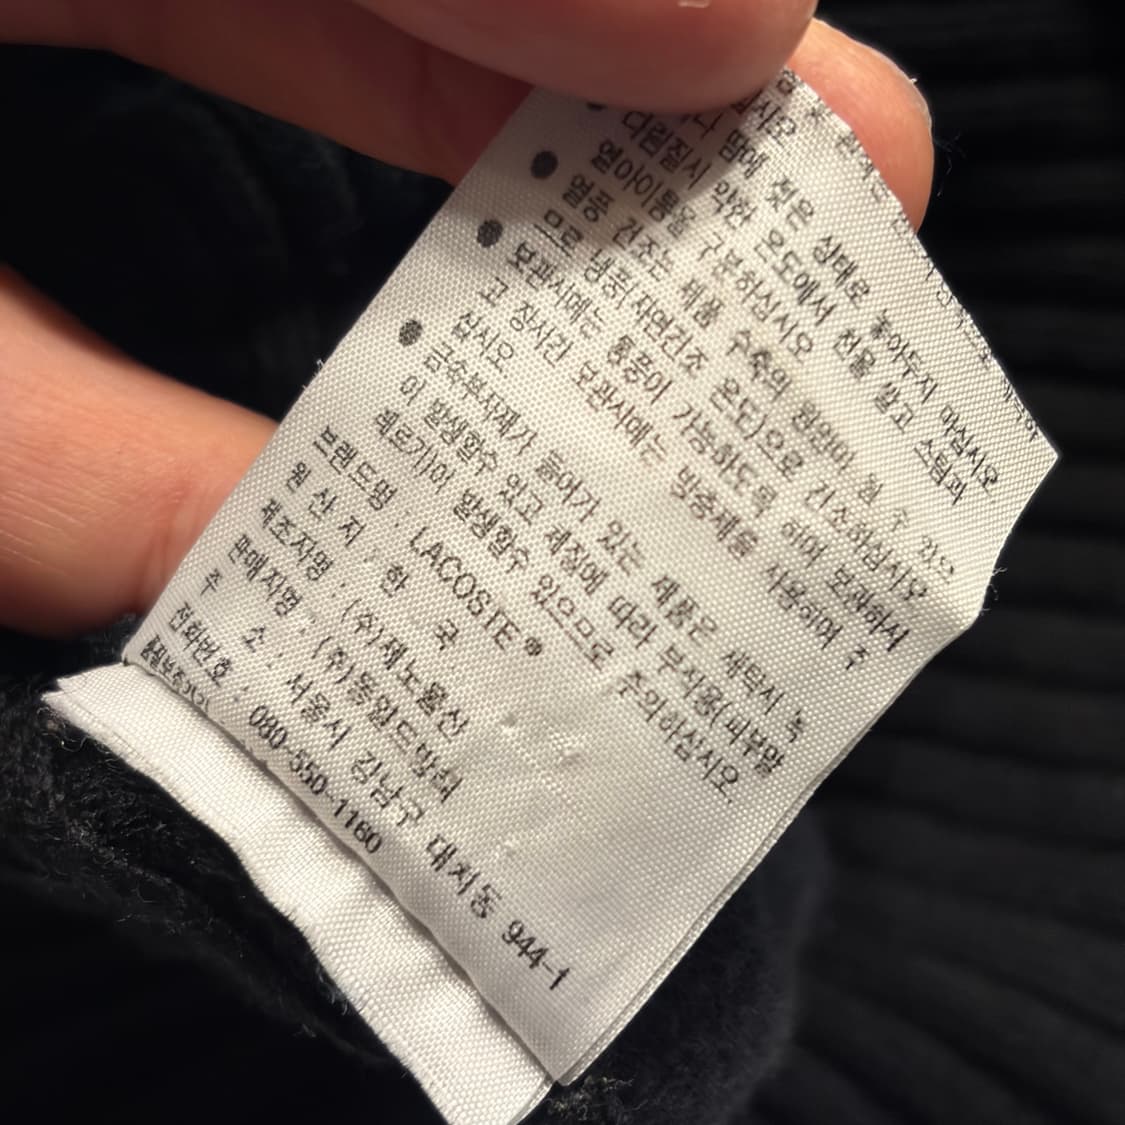 땀에 젖은 상태로 놓아두지 마십시오
다림질시 약한 온도에서 천을 깔고 스팀과
열아이롱을 구분하십시오
열풍 건조는 제품 수축의 원인이 될 수 있으
므로 냉풍(자연건조 온도)으로 건조하십시오
보관시에는 통풍이 가능하도록 하여 보관하시
고 장시간 보관시에는 방충제를 사용하여 주
십시오
금속부자재가 들어가 있는 제품은 세탁시 녹
이 발생할수 있고 체질에 따라 부식물(피부알
레르기)이 발생할수 있으므로 주의하십시오.
브랜드명 : LACOSTE
원 산 지 : 한 국
제조자명 : (주)제노물산
판매자명 : (주)동일드방레
주 소 : 서울시 강남구 대치동 944-1
전화번호 : 080-550-1160